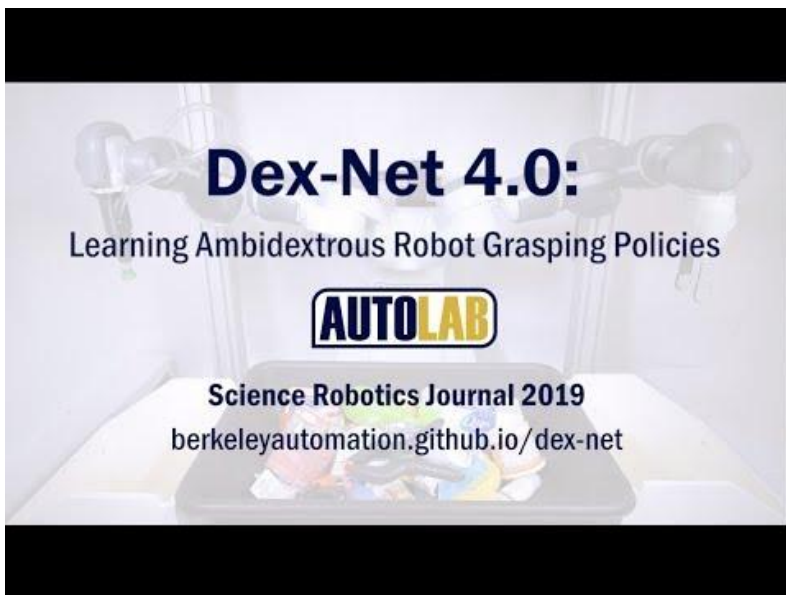 Dex-Net 4.0:
Learning Ambidextrous Robot Grasping Policies
AUTOLAB
Science Robotics Journal 2019
berkeleyautomation.github.io/dex-net